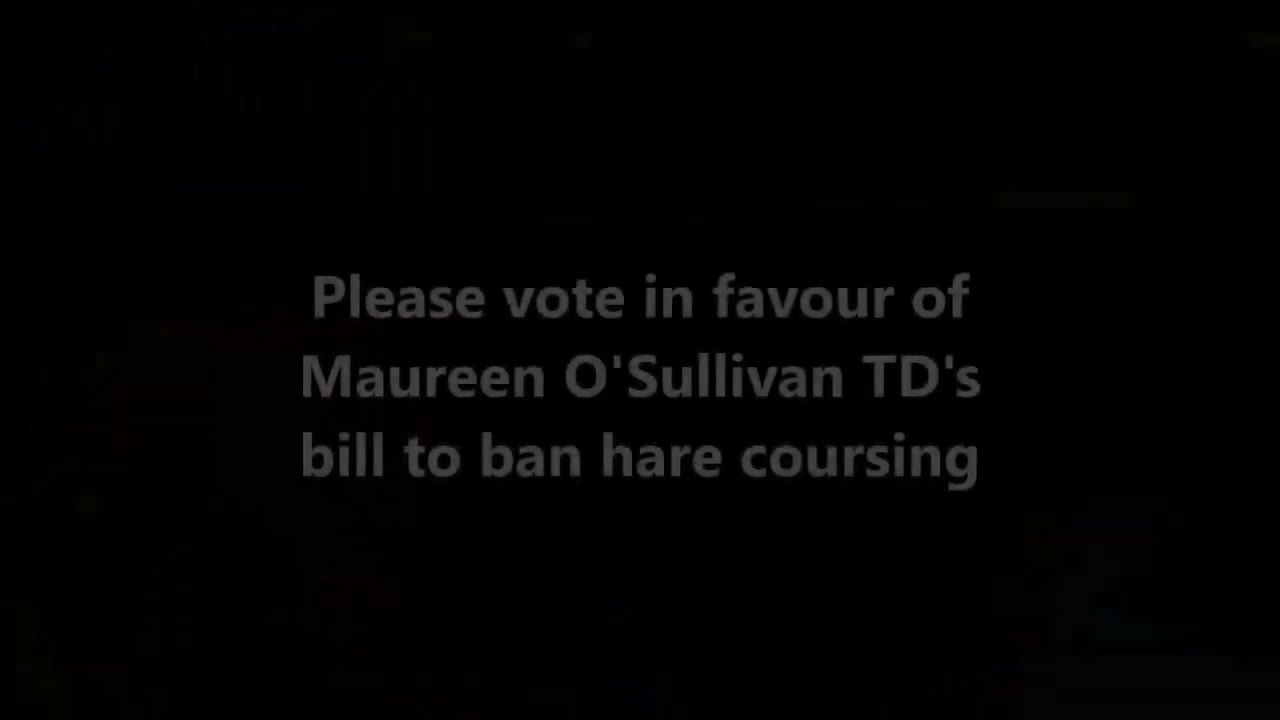 Please vote in favour of
Maureen O'Sullivan TD's
bill to ban hare coursing